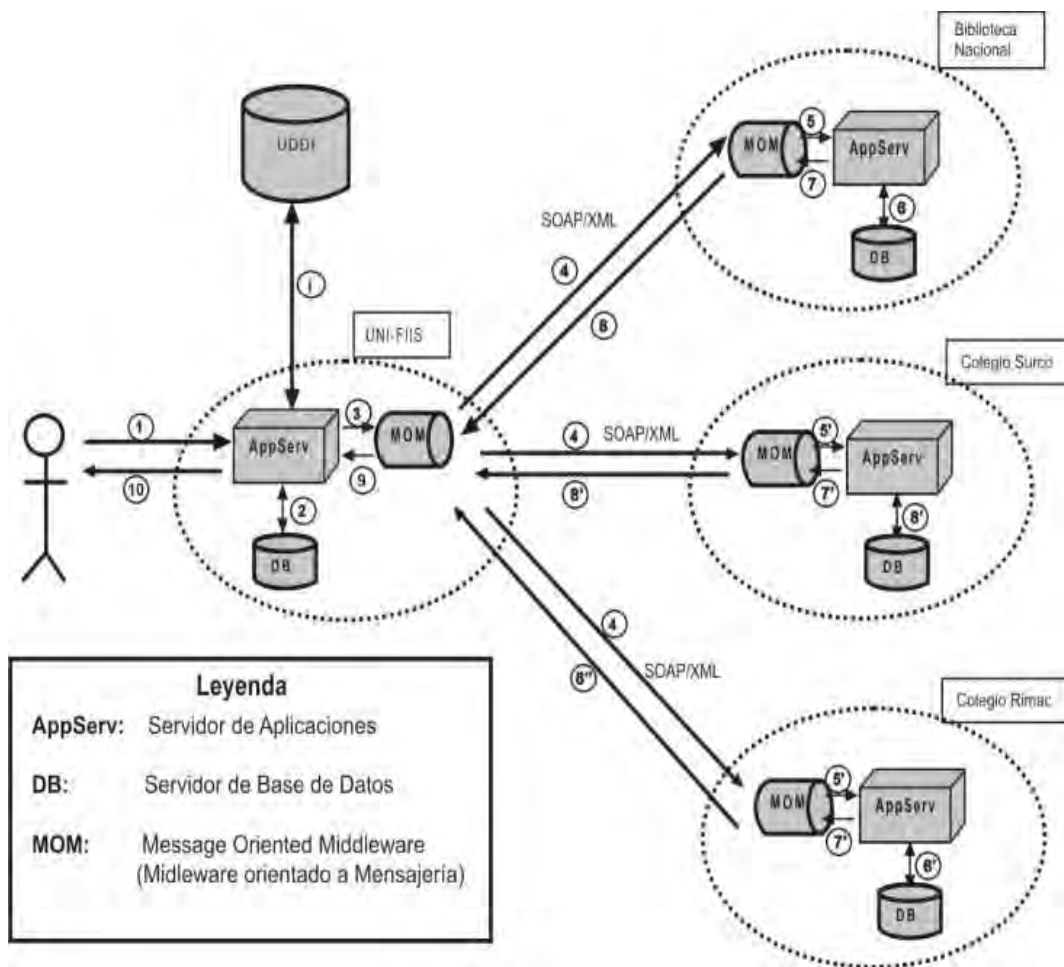 Biblioteca
Nacional
UDDI
MOM
5
AppServ
7
6
DB
SOAP/XML
4
8
i
UNI-FIIS
Colegio Surco
1
10
AppServ
3
9
MOM
2
DB
4
SOAP/XML
8'
MOM
5'
7'
AppServ
8'
DB
4
8''
SOAP/XML
Colegio Rimac
MOM
5'
7'
AppServ
6'
DB
Leyenda
AppServ: Servidor de Aplicaciones
DB: Servidor de Base de Datos
MOM: Message Oriented Middleware
(Midleware orientado a Mensajería)